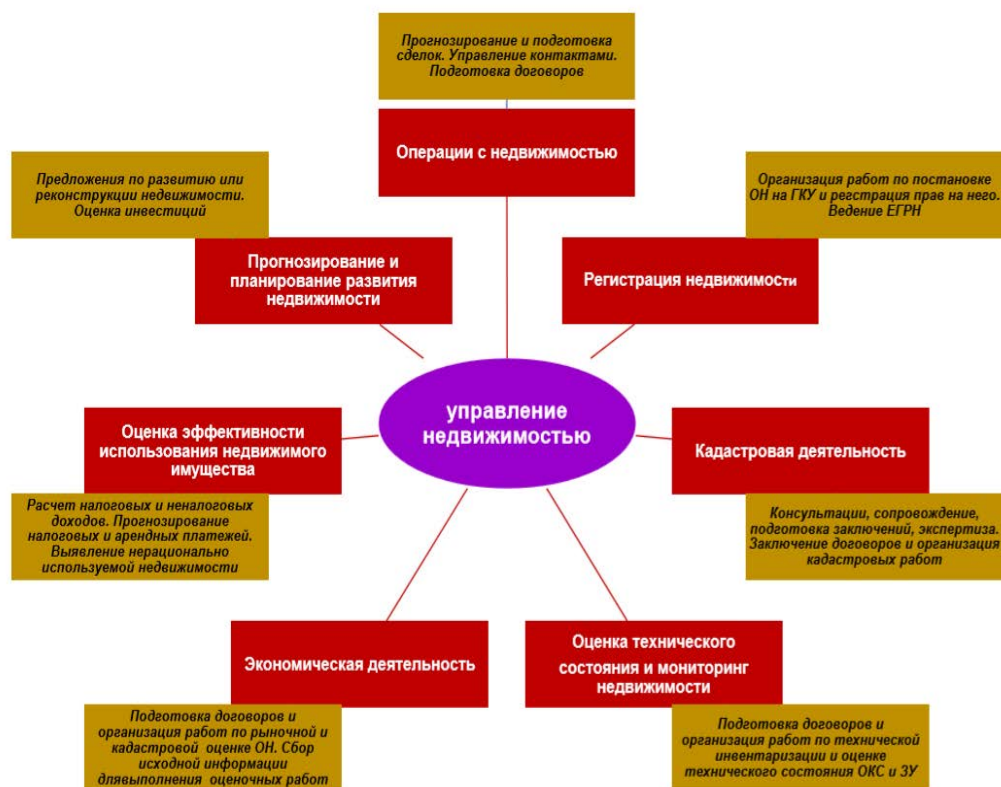 Прогнозирование и подготовка
сделок. Управление контактами.
Подготовка договоров
Операции с недвижимостью
Предложения по развитию или
реконструкции недвижимости.
Оценка инвестиций
Прогнозирование и
планирование развития
недвижимости
Организация работ по постановке
ОН на ГКУ и регстрация прав на него.
Ведение ЕГРН
Регистрация недвижимости
управление
недвижимостью
Оценка эффективности
использования недвижимого
имущества
Расчет налоговых и неналоговых
доходов. Прогнозирование
налоговых и арендных платежей.
Выявление нерационально
используемой недвижимости
Кадастровая деятельность
Консультации, сопровождение,
подготовка заключений, экспертиза.
Заключение договоров и организация
кадастровых работ
Экономическая деятельность
Подготовка договоров и
организация работ по рыночной и
кадастровой оценке ОН. Сбор
исходной информации
длявыполнения оценочных работ
Оценка технического
состояния и мониторинг
недвижимости
Подготовка договоров и
организация работ по технической
инвентаризации и оценке
технического состояния ОКС и ЗУ